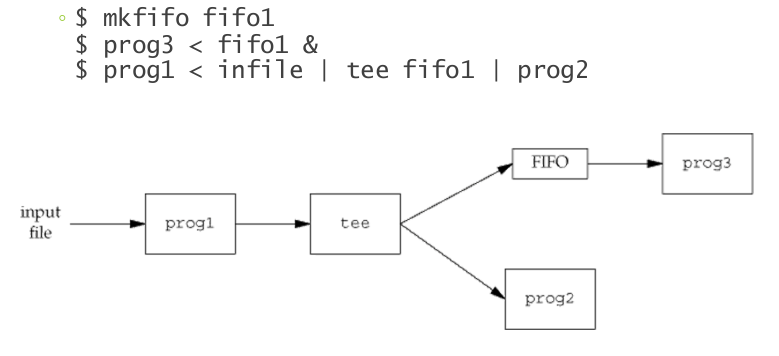 ◦ $ mkfifo fifo1
$ prog3 < fifo1 &
$ prog1 < infile | tee fifo1 | prog2
FIFO
prog3
input
file
prog1
tee
prog2